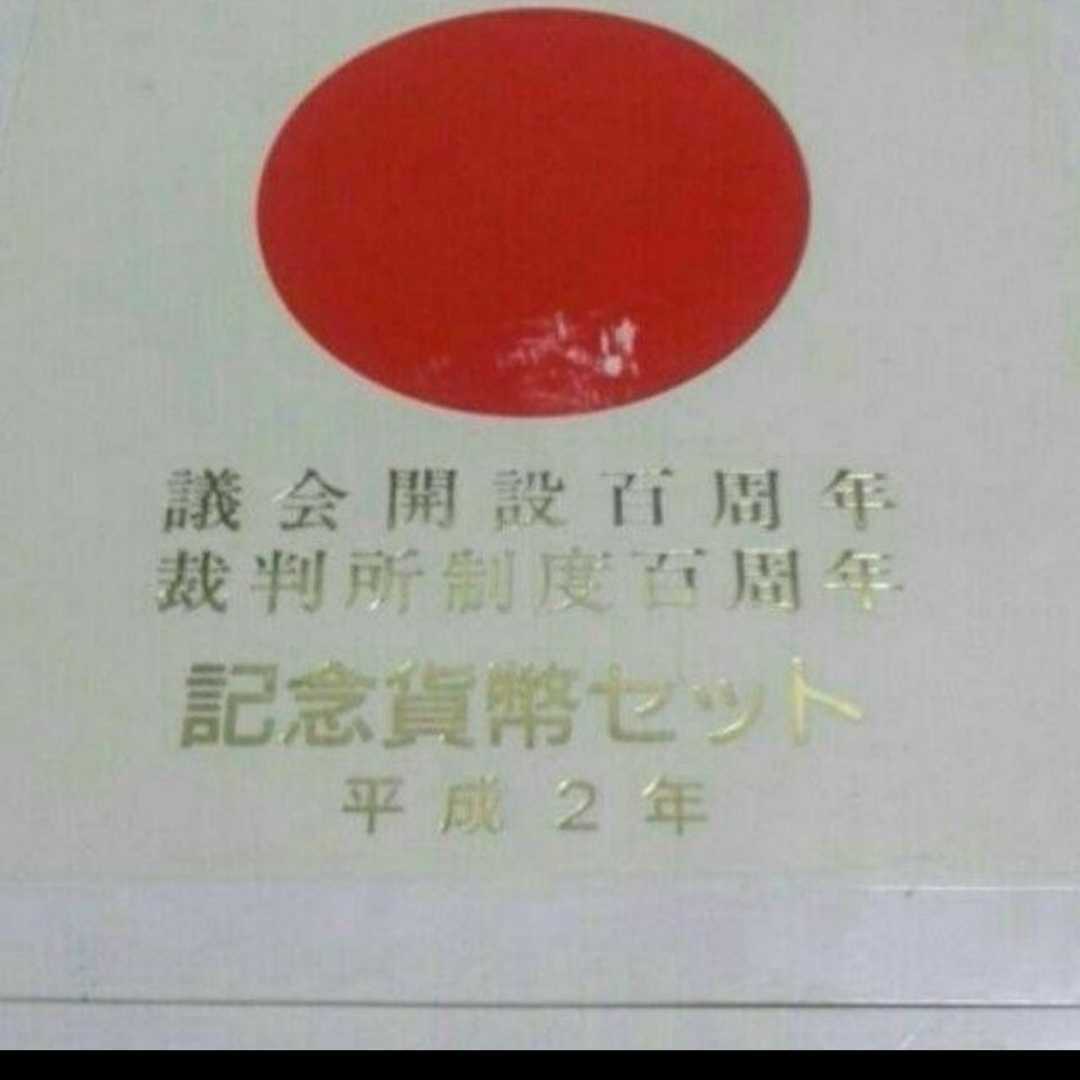 議会開設百周年
裁判所制度百周年
記念貨幣セット
平成2年